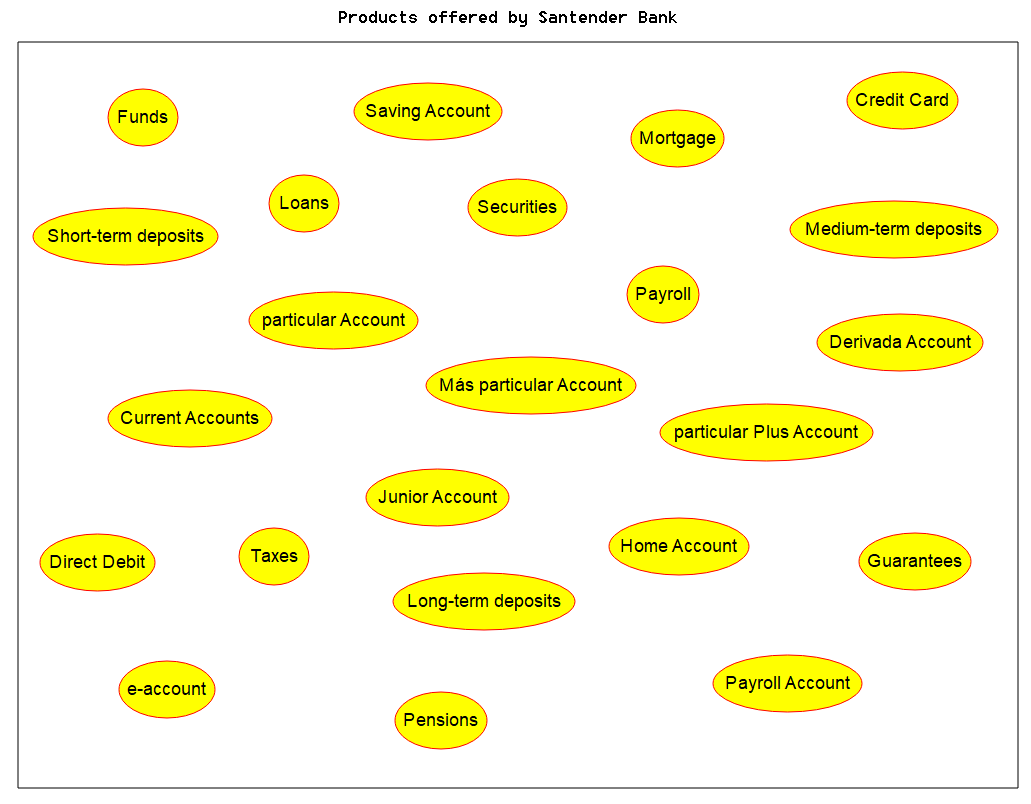 Products offered by Santender Bank
Funds
Saving Account
Credit Card
Mortgage
Loans
Securities
Short-term deposits
Medium-term deposits
Payroll
particular Account
Derivada Account
Más particular Account
Current Accounts
particular Plus Account
Junior Account
Direct Debit
Taxes
Home Account
Guarantees
Long-term deposits
e-account
Payroll Account
Pensions